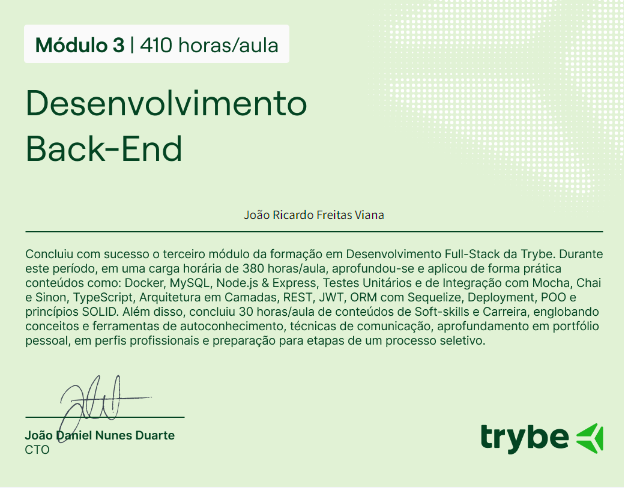 Módulo 3 | 410 horas/aula
Desenvolvimento
Back-End
João Ricardo Freitas Viana
Concluiu com sucesso o terceiro módulo da formação em Desenvolvimento Full-Stack da Trybe. Durante
este período, em uma carga horária de 380 horas/aula, aprofundou-se e aplicou de forma prática
conteúdos como: Docker, MySQL, Node.js & Express, Testes Unitários e de Integração com Mocha, Chai
e Sinon, TypeScript, Arquitetura em Camadas, REST, JWT, ORM com Sequelize, Deployment, POO e
princípios SOLID. Além disso, concluiu 30 horas/aula de conteúdos de Soft-skills e Carreira, englobando
conceitos e ferramentas de autoconhecimento, técnicas de comunicação, aprofundamento em portfólio
pessoal, em perfis profissionais e preparação para etapas de um processo seletivo.
João Daniel Nunes Duarte
CTO
trybe